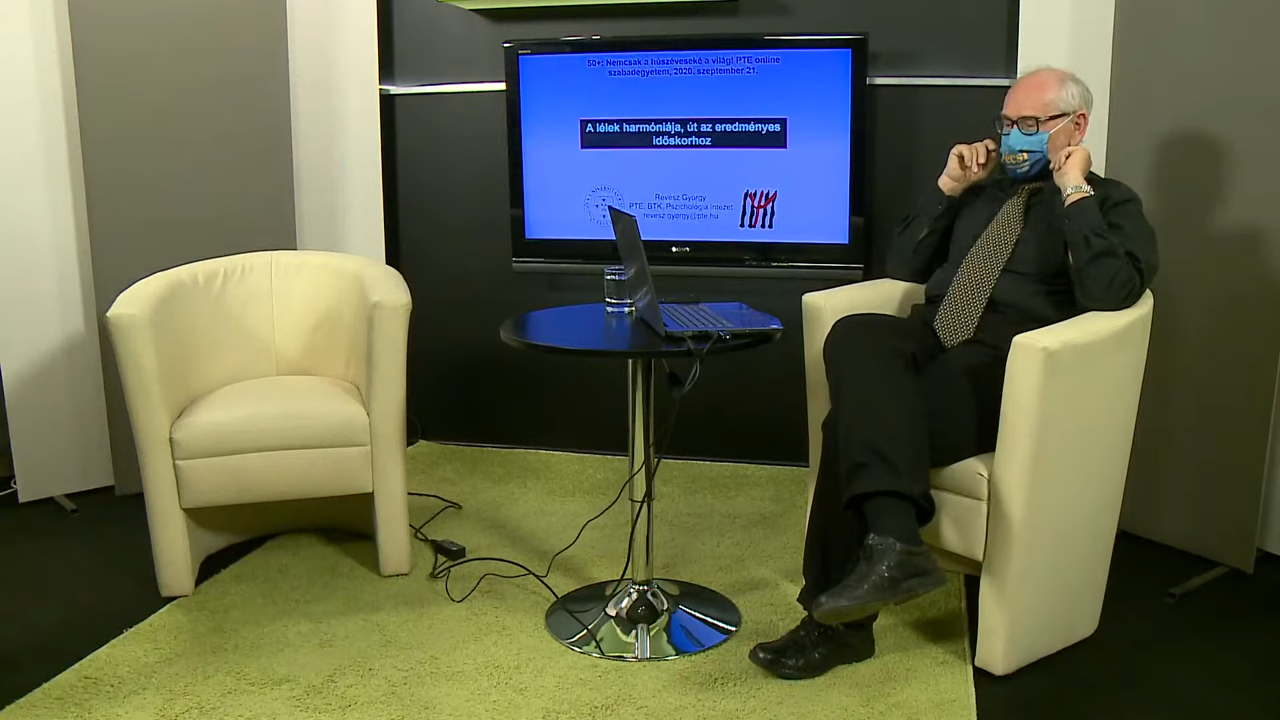 50+: Nemcsak a húszéveseké a világ! PTE online
szabadegyetem, 2020. szeptember 21.
A lélek harmóniája, út az eredményes
időskorhoz
Révész György
PTE, BTK, Pszichológia Intézet
revesz.gyorgy@pte.hu
SONY